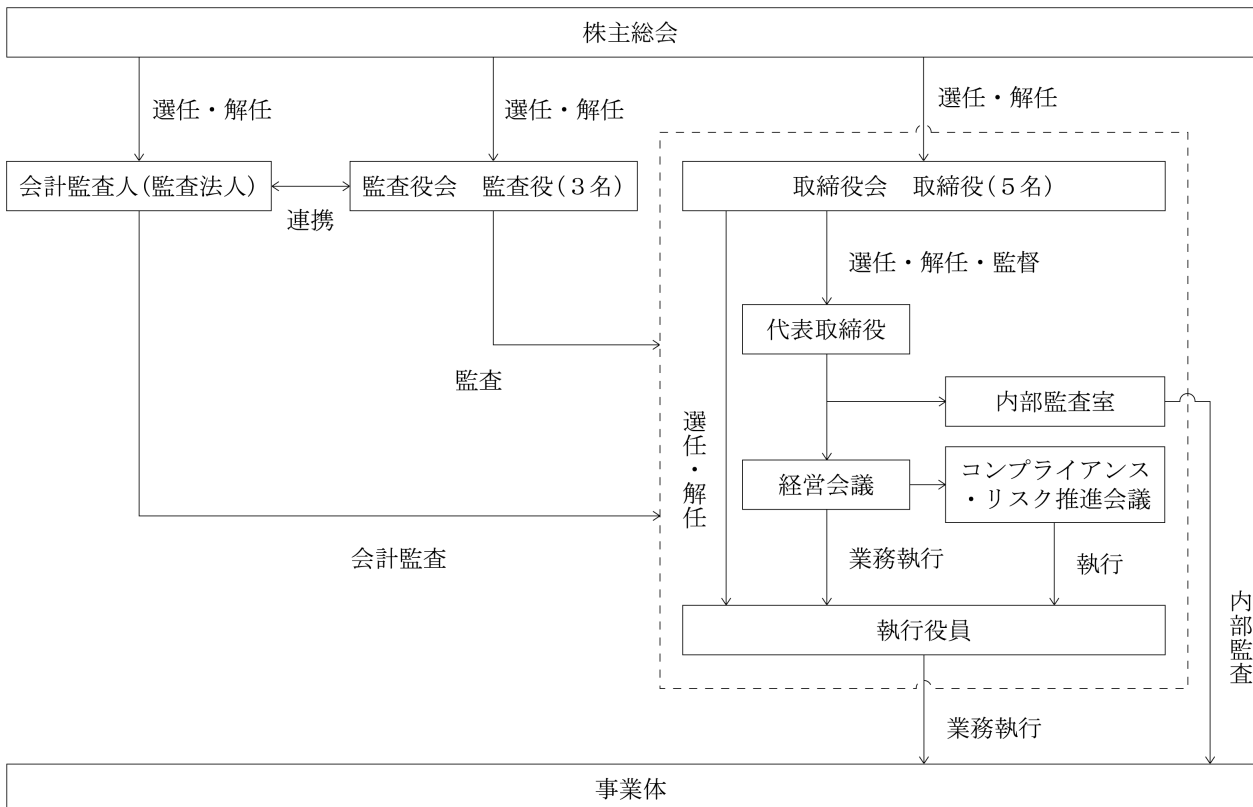 株主総会
選任・解任
選任・解任
選任・解任
会計監査人(監査法人)
連携
監査役会　監査役(３名)
取締役会　取締役(５名)
選任・解任・監督
代表取締役
監査
内部監査室
選任・解任
経営会議
コンプライアンス
・リスク推進会議
会計監査
業務執行
執行
内部監査
執行役員
業務執行
事業体